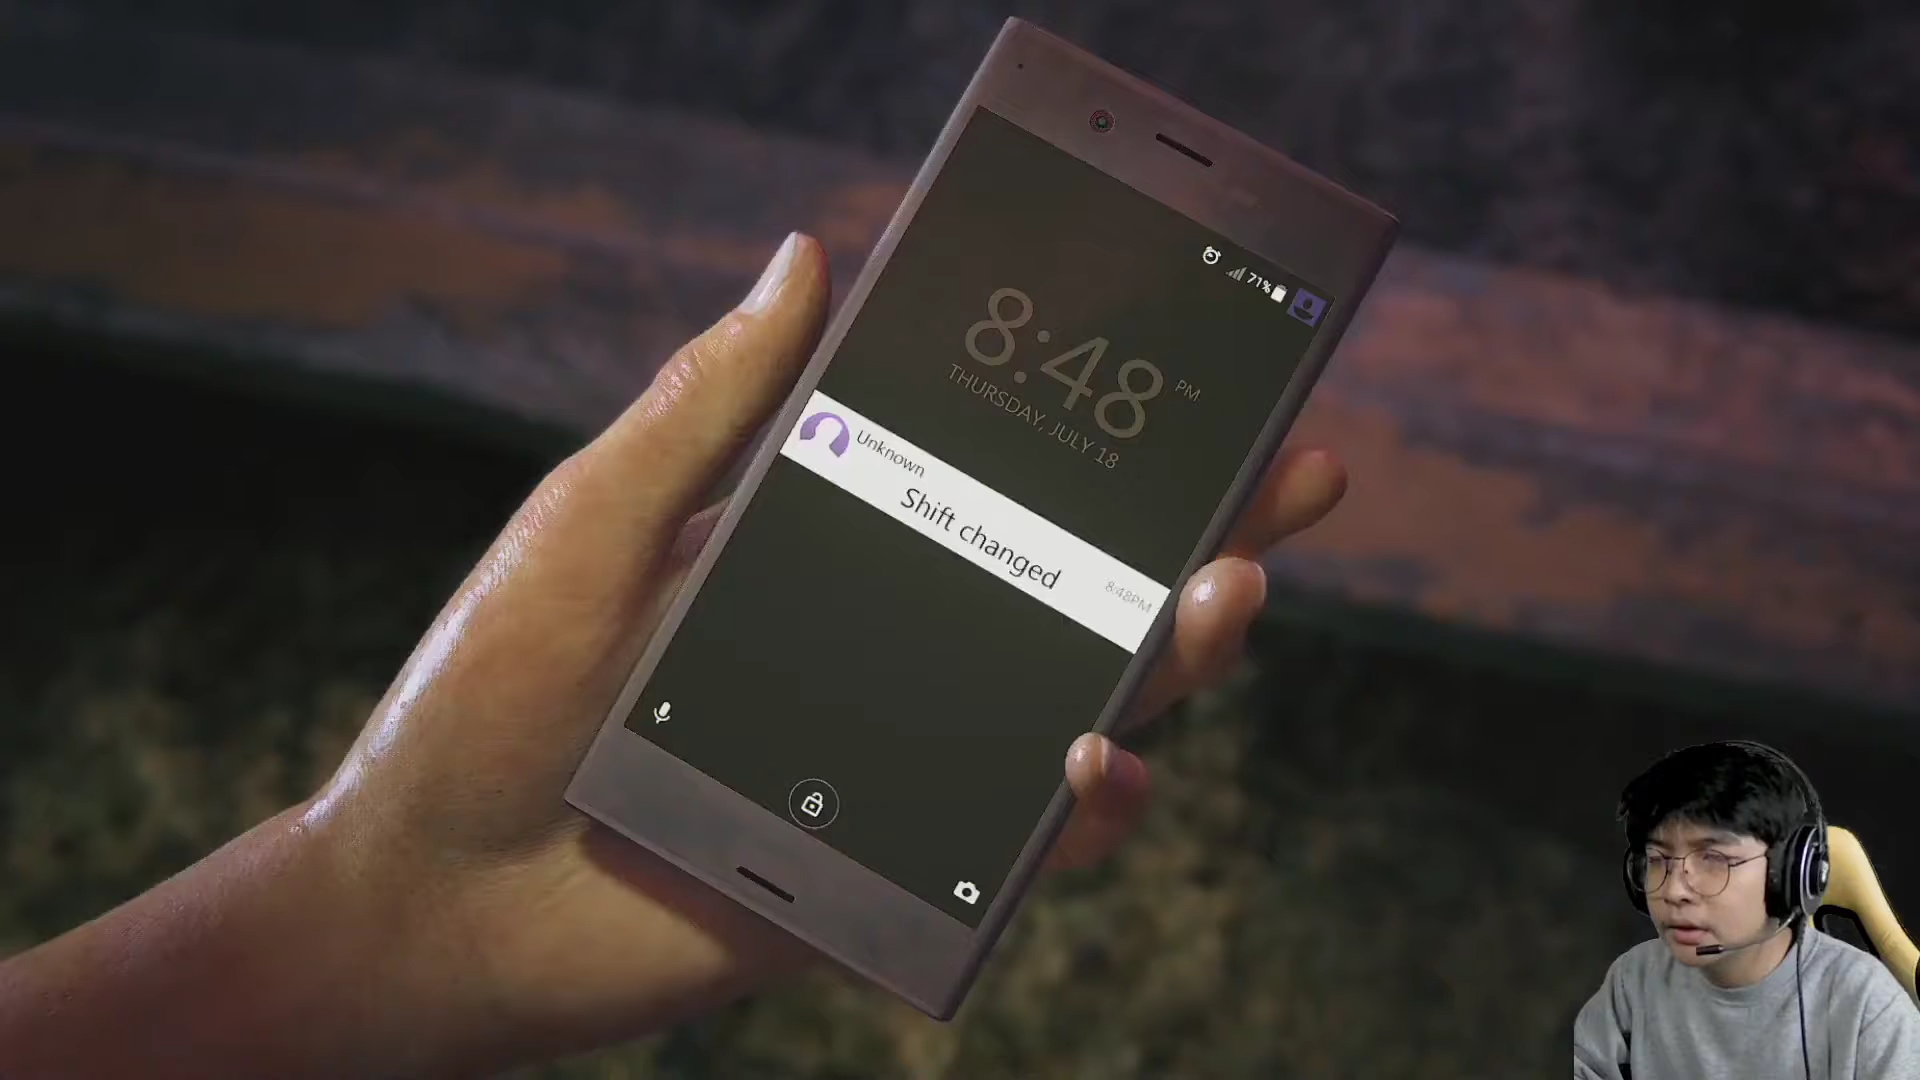 71%
8:48 PM
THURSDAY, JULY 18
Unknown
Shift changed
8:48PM